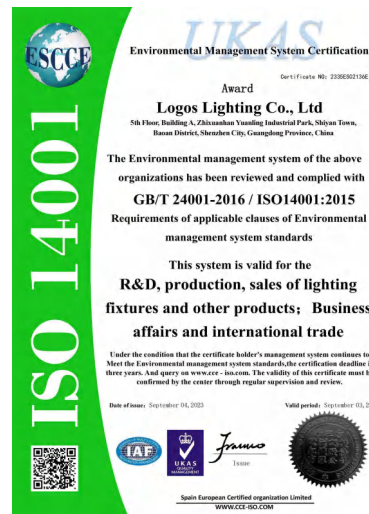 ESCCE
UKAS
Environmental Management System Certification
Certificate NO: 2335ES02136E
Award
Logos Lighting Co., Ltd
5th Floor, Building A, Zhixuanhan Yuanling Industrial Park, Shiyan Town,
Baoan District, Shenzhen City, Guangdong Province, China
The Environmental management system of the above
organizations has been reviewed and complied with
GB/T 24001-2016 / ISO14001:2015
Requirements of applicable clauses of Environmental
management system standards
This system is valid for the
R&D, production, sales of lighting
fixtures and other products; Business
affairs and international trade
Under the condition that the certificate holder's management system continues to
Meet the Environmental management system standards,the certification deadline
three years. And query on www.cce - iso.com. The validity of this certificate must
confirmed by the center through regular supervision and review.
Date of issue: September 04, 2023
Valid period: September 03, 2
ISO 14001
IAF
UKAS
QUALITY
MANAGEMENT
Issue
Spain European Certified organization Limited
WWW.CCE-ISO.COM